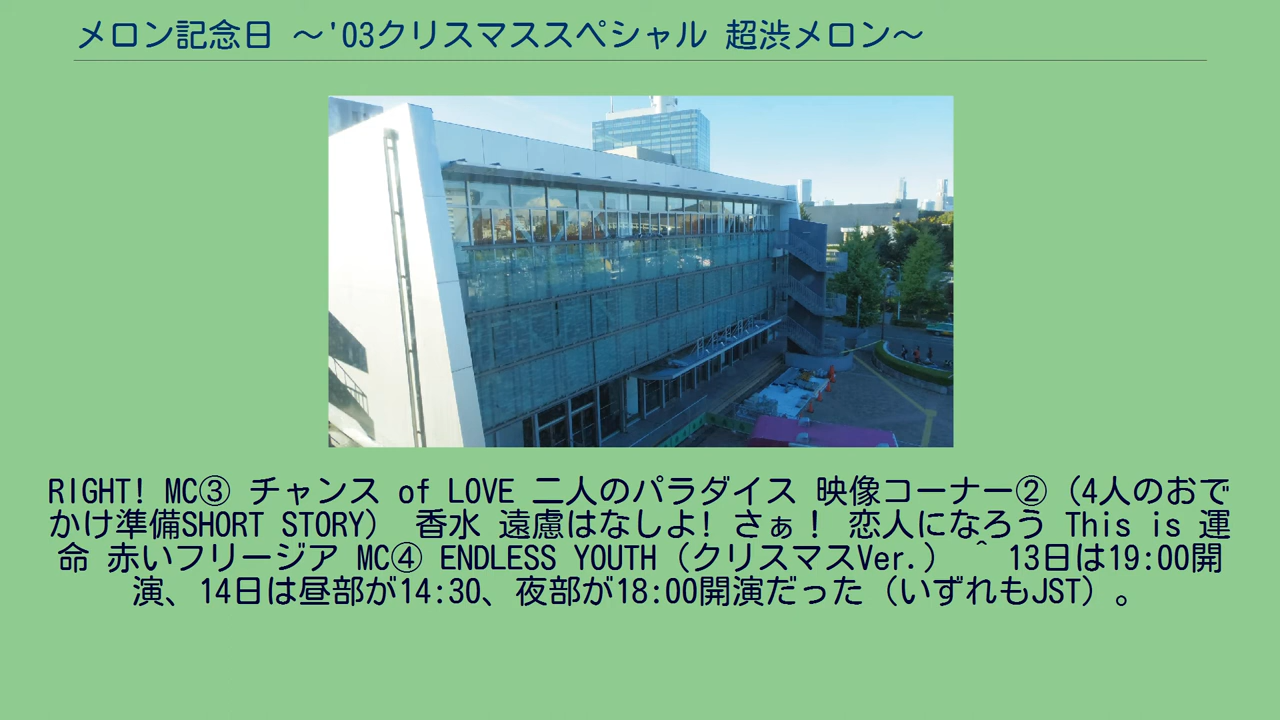 メロン記念日 ～'03クリスマススペシャル 超渋メロン～
RIGHT! MC③ チャンス of LOVE 二人のパラダイス 映像コーナー②（4人のおで
かけ準備SHORT STORY） 香水 遠慮はなしよ! さぁ！ 恋人になろう This is 運
命 赤いフリージア MC④ ENDLESS YOUTH（クリスマスVer.） ^ 13日は19:00開
演、14日は昼部が14:30、夜部が18:00開演だった（いずれもJST）。